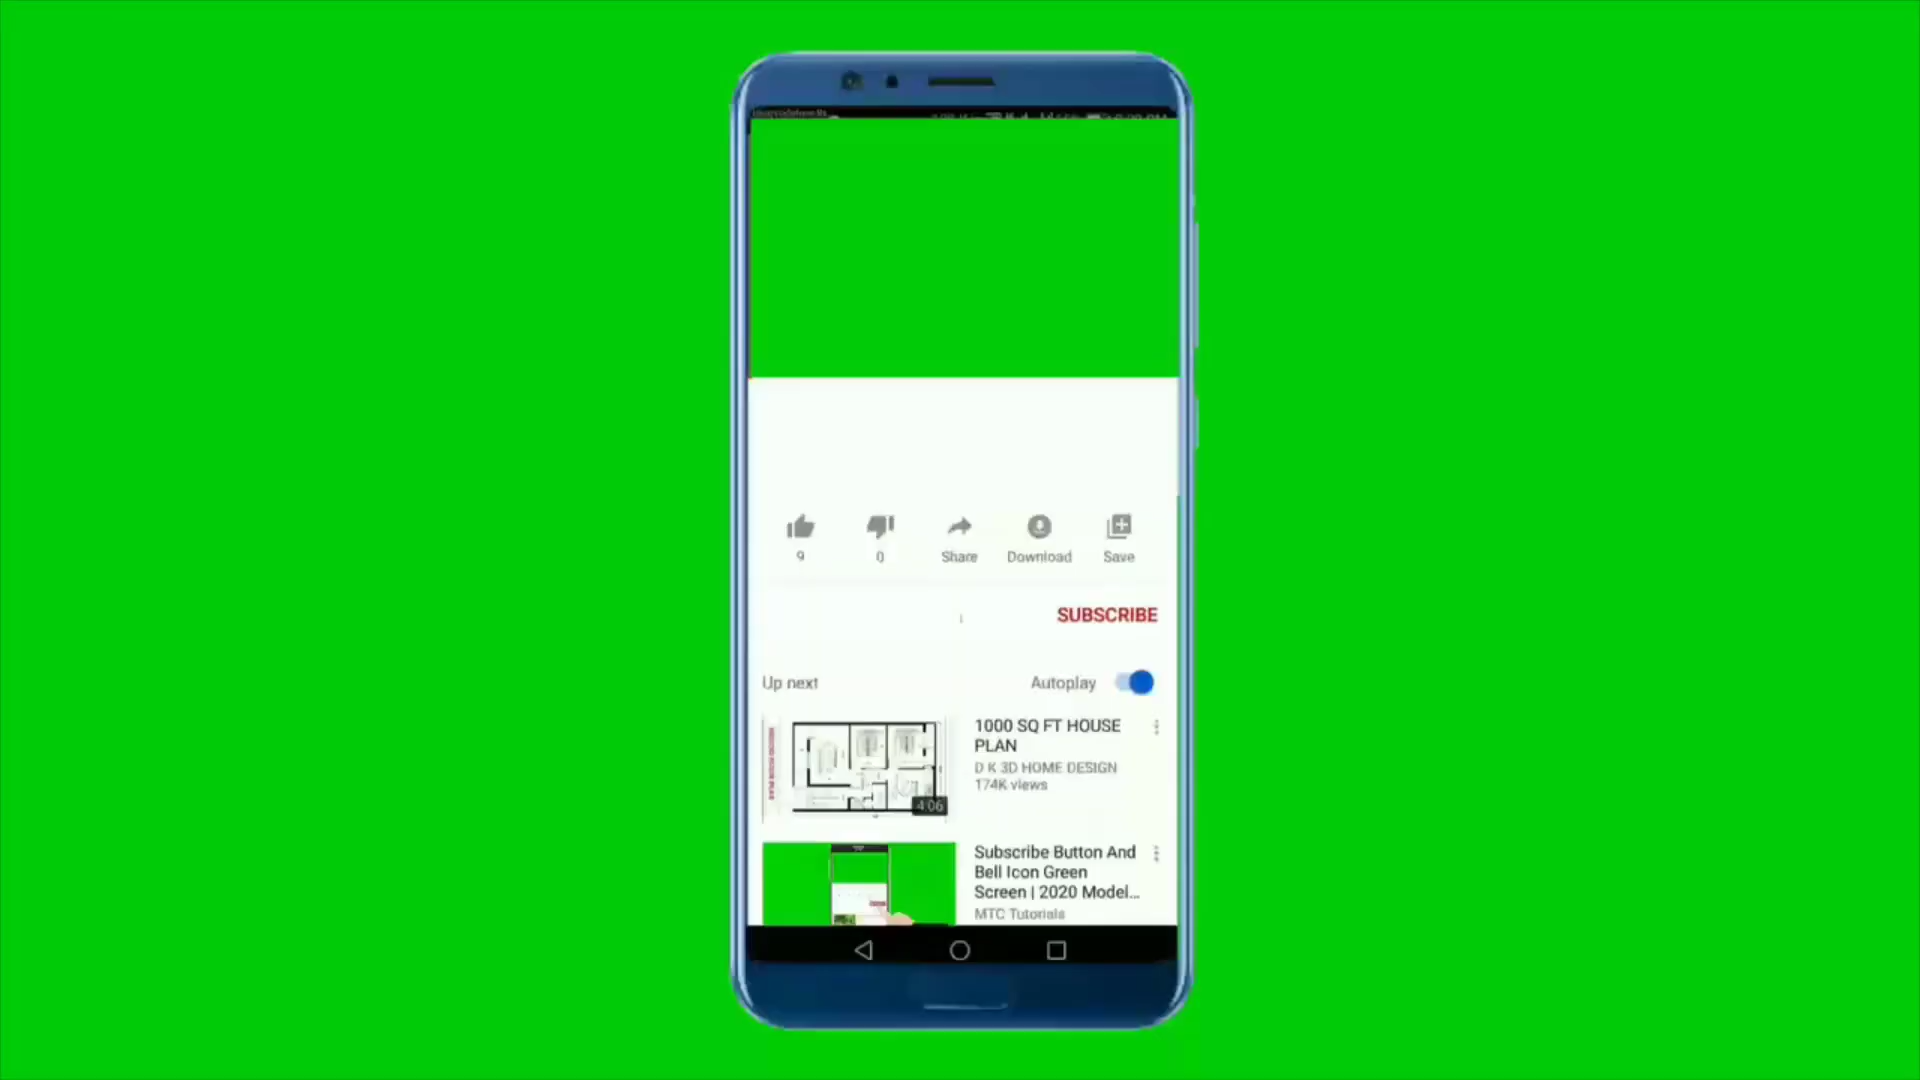 9
0
Share
Download
Save
SUBSCRIBE
Up next
Autoplay
1000 SQ FT HOUSE
PLAN
D K 3D HOME DESIGN
174K views
4:06
Subscribe Button And
Bell Icon Green
Screen | 2020 Model...
MTC Tutorials